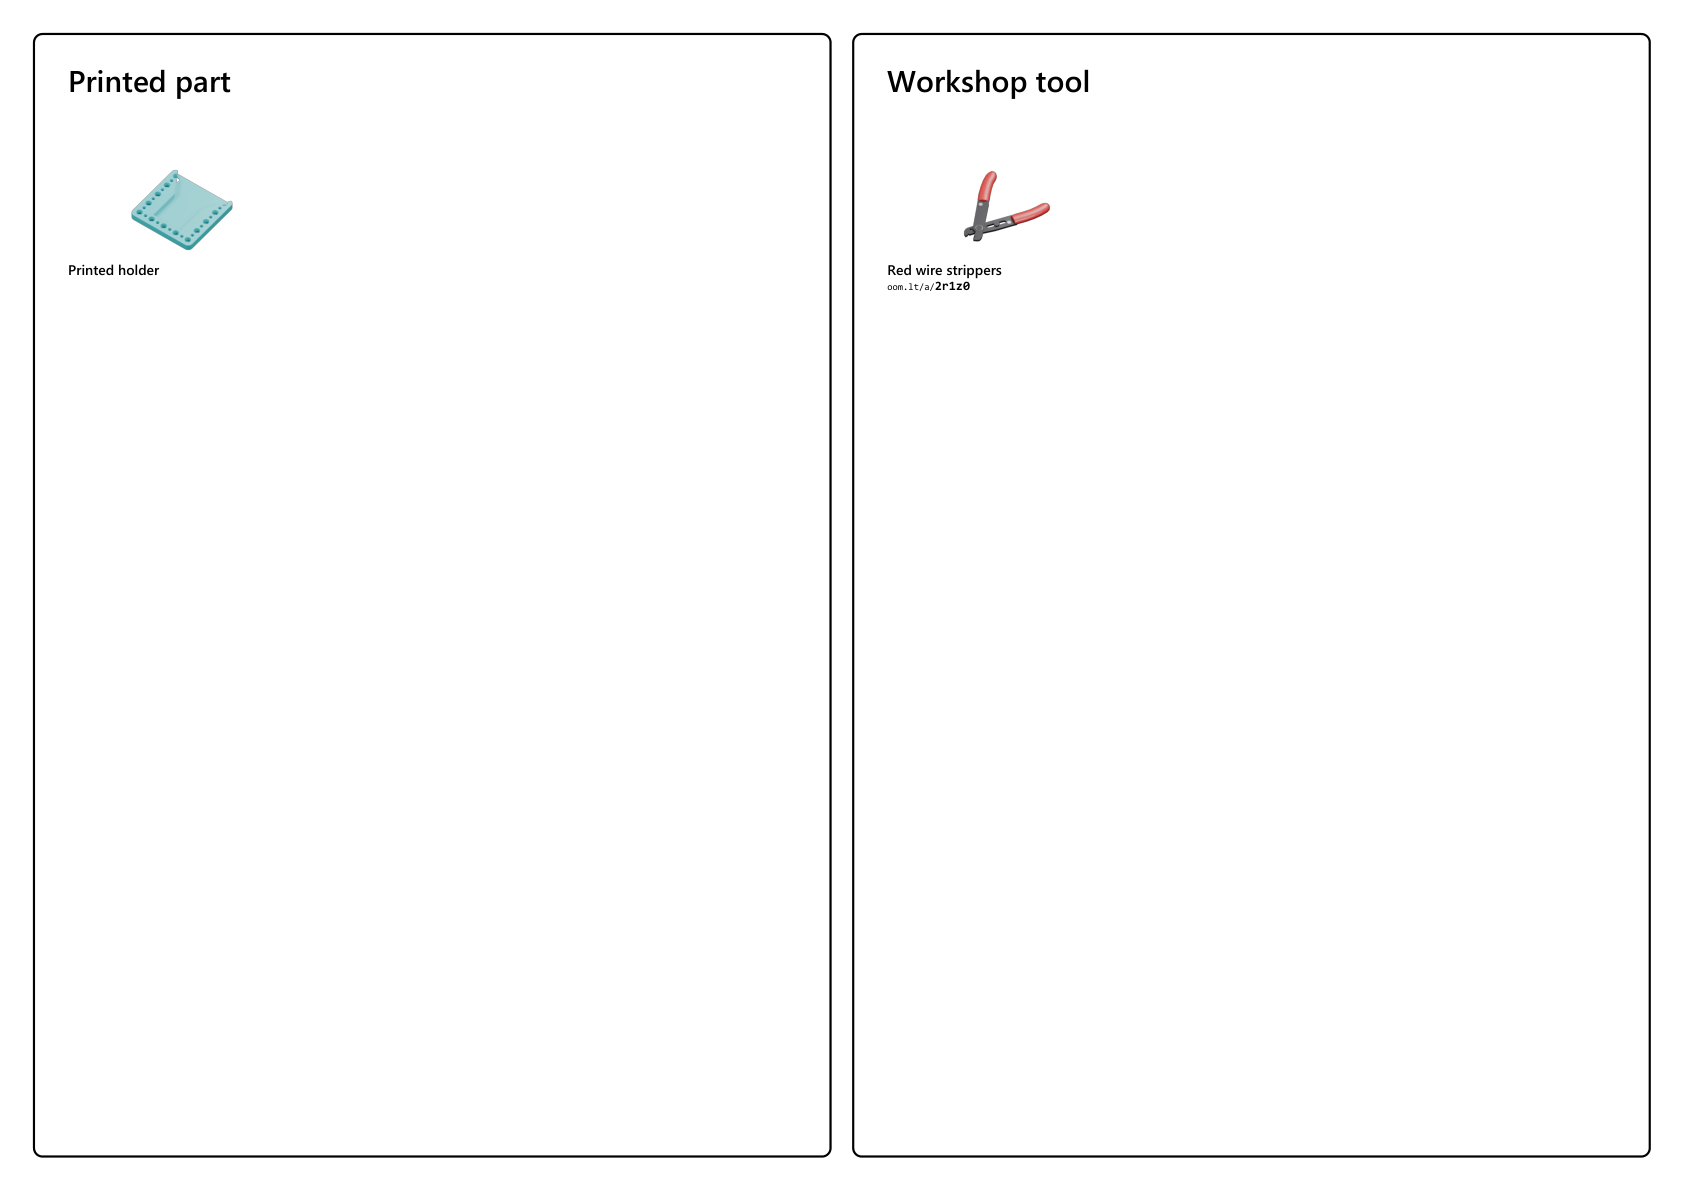 Printed part
Printed holder
Workshop tool
Red wire strippers
oom.lt/a/2r1z0